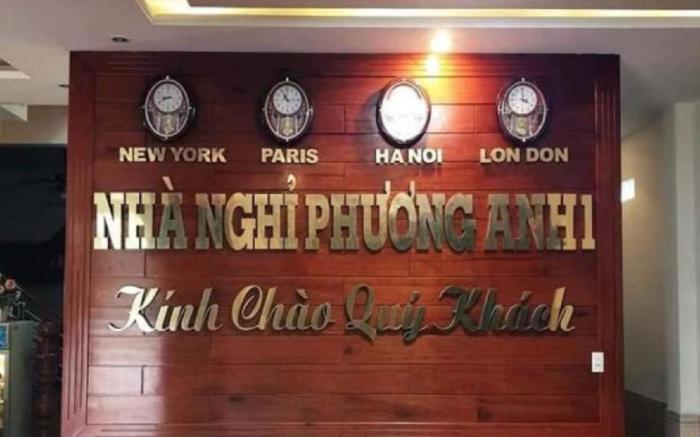 NEW YORK PARIS HA NOI LON DON
NHÀ NGHỈ PHƯƠNG ANH 1
Kính Chào Quý Khách